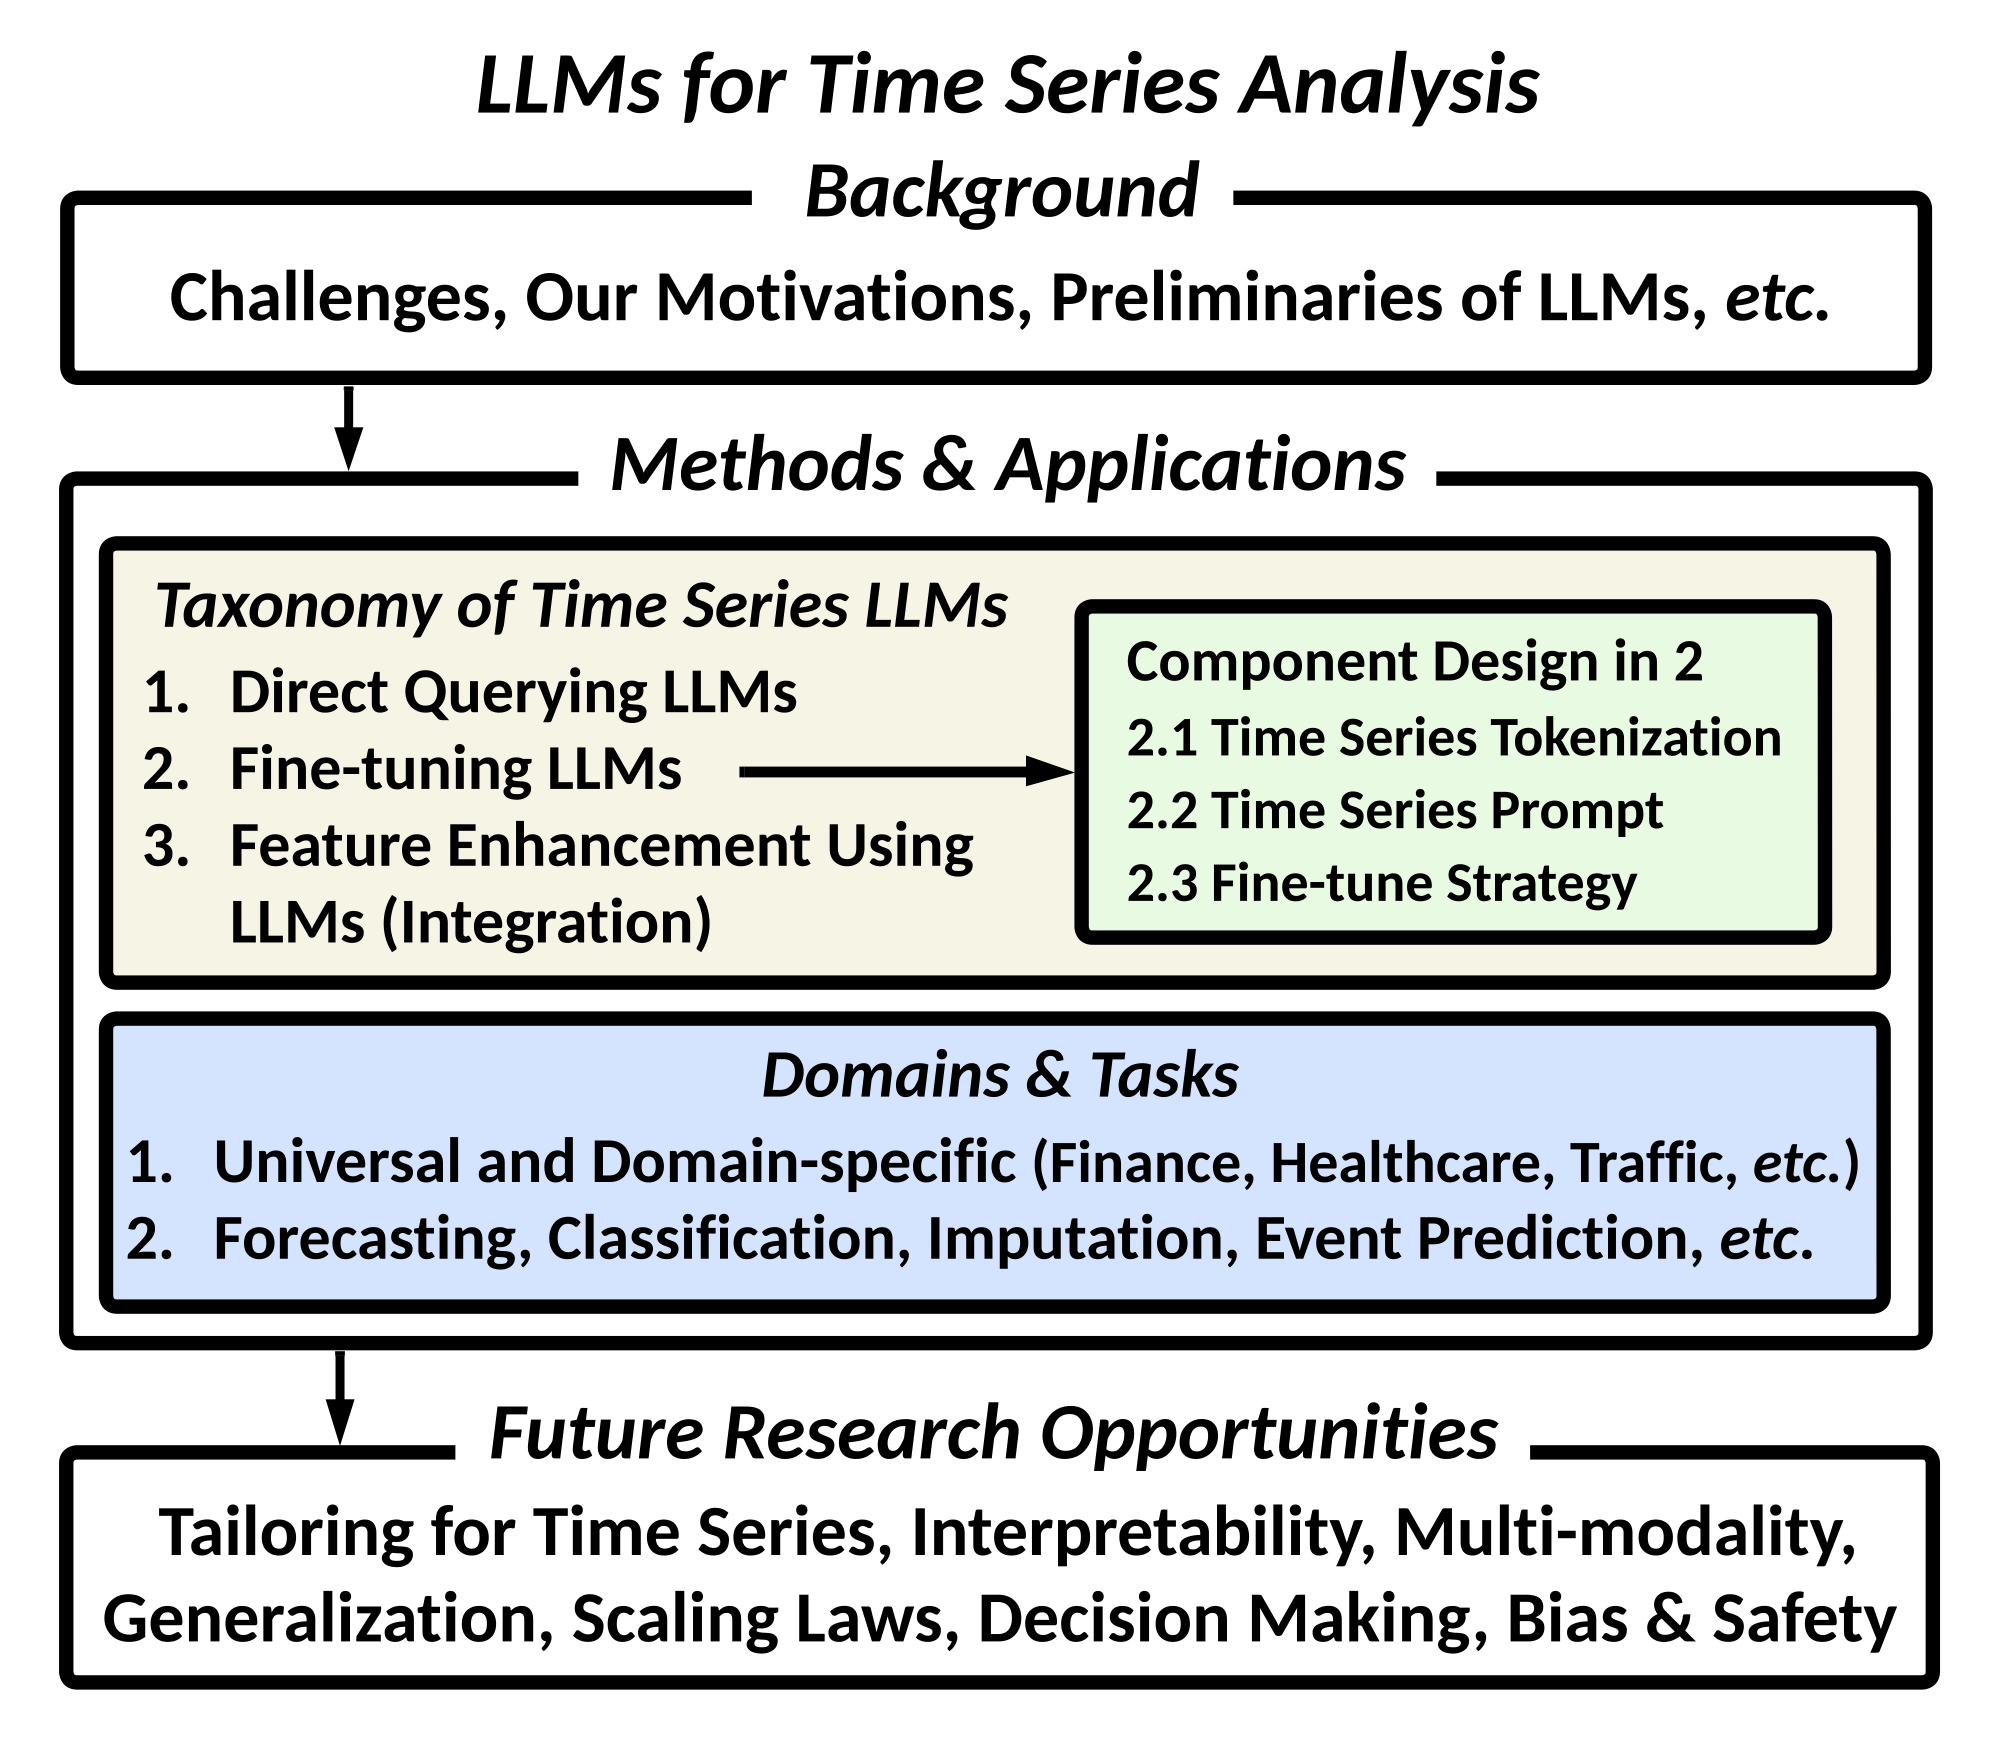 LLMs for Time Series Analysis
Background
Challenges, Our Motivations, Preliminaries of LLMs, etc.
Methods & Applications
Taxonomy of Time Series LLMs
1. Direct Querying LLMs
2. Fine-tuning LLMs
3. Feature Enhancement Using
LLMs (Integration)
Component Design in 2
2.1 Time Series Tokenization
2.2 Time Series Prompt
2.3 Fine-tune Strategy
Domains & Tasks
1. Universal and Domain-specific (Finance, Healthcare, Traffic, etc.)
2. Forecasting, Classification, Imputation, Event Prediction, etc.
Future Research Opportunities
Tailoring for Time Series, Interpretability, Multi-modality,
Generalization, Scaling Laws, Decision Making, Bias & Safety